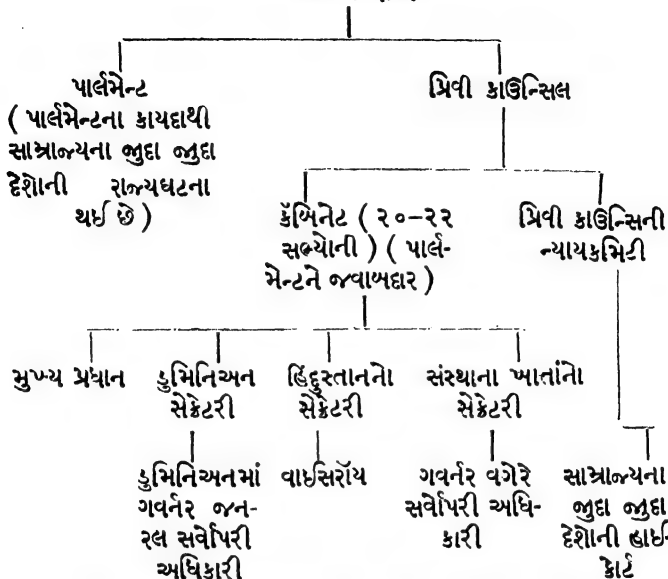 પાર્લમેન્ટ
( પાર્લમેન્ટના કાયદાથી
સામ્રાજ્યના જુદા જુદા
દેશોની રાજ્યઘટના
થઈ છે )
પ્રિવી કાઉન્સિલ
કૅબિનેટ ( ૨૦–૨૨
સભ્યોની ) ( પાર્લ-
મેન્ટને જવાબદાર )
પ્રિવી કાઉન્સિની
ન્યાયકમિટી
મુખ્ય પ્રધાન
ડુમિનિઅન
સેક્રેટરી
હિંદુસ્તાનનો
સેક્રેટરી
સંસ્થાના ખાતાંનો
સેક્રેટરી
ડુમિનિઅનમાં
ગવર્નર જન-
રલ સર્વોપરી
અધિકારી
વાઇસરૉય
ગવર્નર વગેરે
સર્વોપરી અધિ-
કારી
સામ્રાજ્યના
જુદા જુદા
દેશોની હાઈ-
કોર્ટ